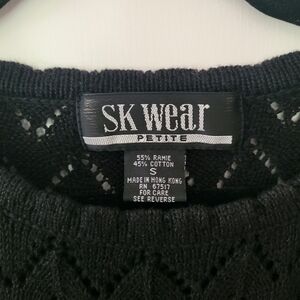 SK Wear
PETITE
55% RAMIE
45% COTTON
S
MADE IN HONG KONG
RN 67517
FOR CARE
SEE REVERSE